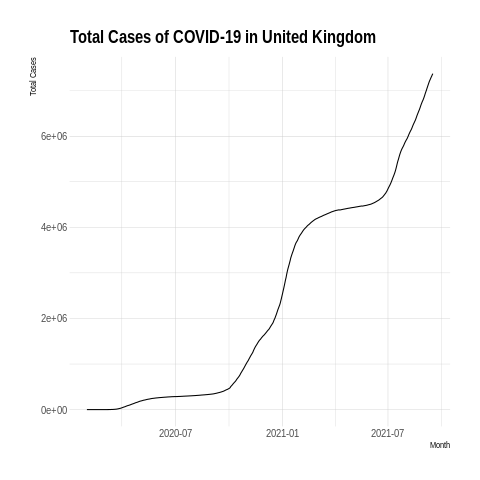 Total Cases of COVID-19 in United Kingdom
Total Cases
6e+06
4e+06
2e+06
0e+00
2020-07 2021-01 2021-07
Month